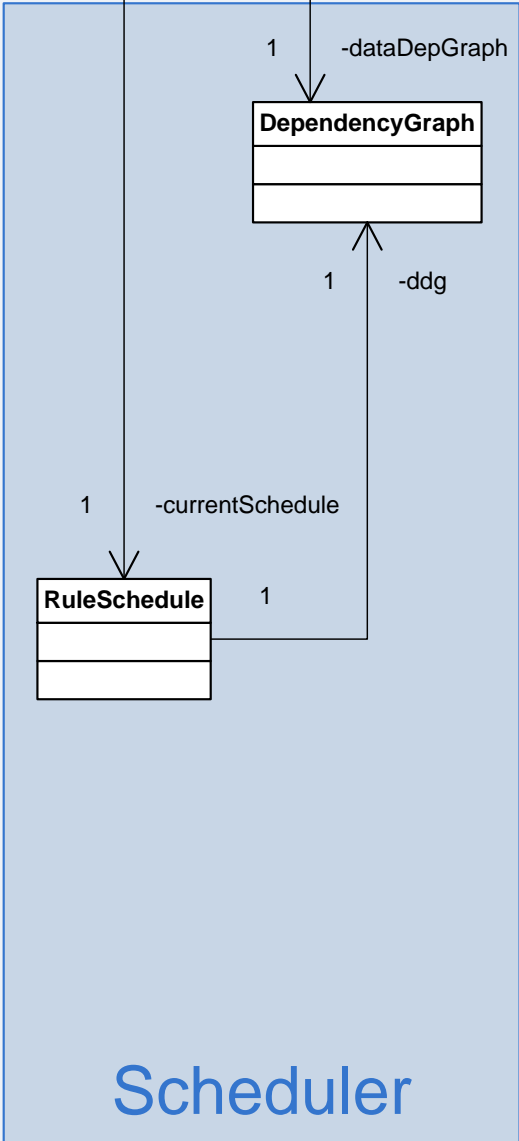 1 -dataDepGraph
DependencyGraph
1 -ddg
1 -currentSchedule
RuleSchedule 1
Scheduler